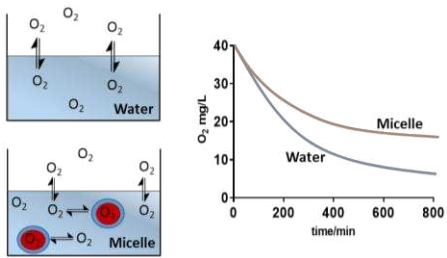 O₂
O₂
O₂
O₂
O₂
O₂
Water
O₂
O₂
O₂
O₂
O₂
O₂
O₂
O₂
O₂
Micelle
O₂ mg/L
40
30
20
10
0
Micelle
Water
0 200 400 600 800
time/min